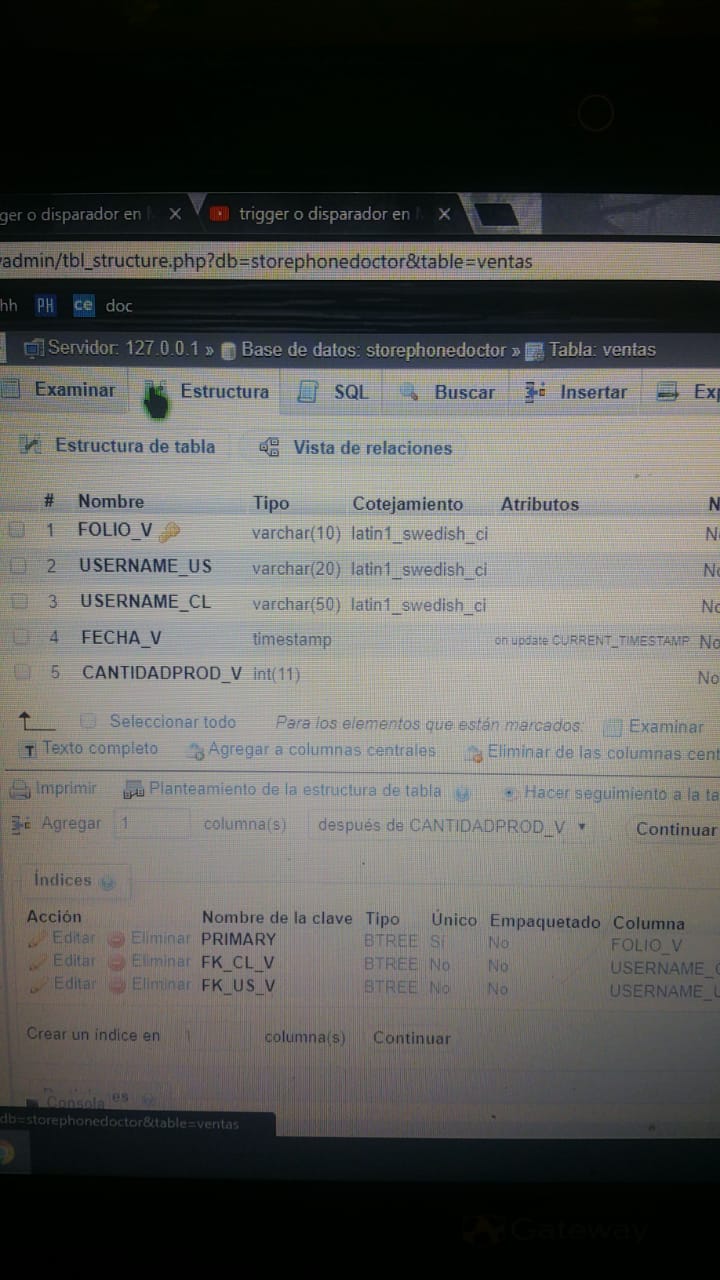 ger o disparador en
trigger o disparador en
admin/tbl_structure.php?db=storephonedoctor&table=ventas
hh PH ce doc
Servidor: 127.0.0.1 » Base de datos: storephonedoctor » Tabla: ventas
Examinar Estructura SQL Buscar Insertar Exp
Estructura de tabla Vista de relaciones
# Nombre Tipo Cotejamiento Atributos N
1 FOLIO_V varchar(10) latin1_swedish_ci N
2 USERNAME_US varchar(20) latin1_swedish_ci No
3 USERNAME_CL varchar(50) latin1_swedish_ci No
4 FECHA_V timestamp on update CURRENT_TIMESTAMP No
5 CANTIDADPROD_V int(11) No
Seleccionar todo Para los elementos que están marcados: Examinar
Texto completo Agregar a columnas centrales Eliminar de las columnas cent
Imprimir Planteamiento de la estructura de tabla Hacer seguimiento a la ta
Agregar 1 columna(s) después de CANTIDADPROD_V Continuar
Índices
Acción Nombre de la clave Tipo Único Empaquetado Columna
Editar Eliminar PRIMARY BTREE Sí No FOLIO_V
Editar Eliminar FK_CL_V BTREE No No USERNAME_C
Editar Eliminar FK_US_V BTREE No No USERNAME_U
Crear un índice en 1 columna(s) Continuar
Consola es
db=storephonedoctor&table=ventas
Gateway